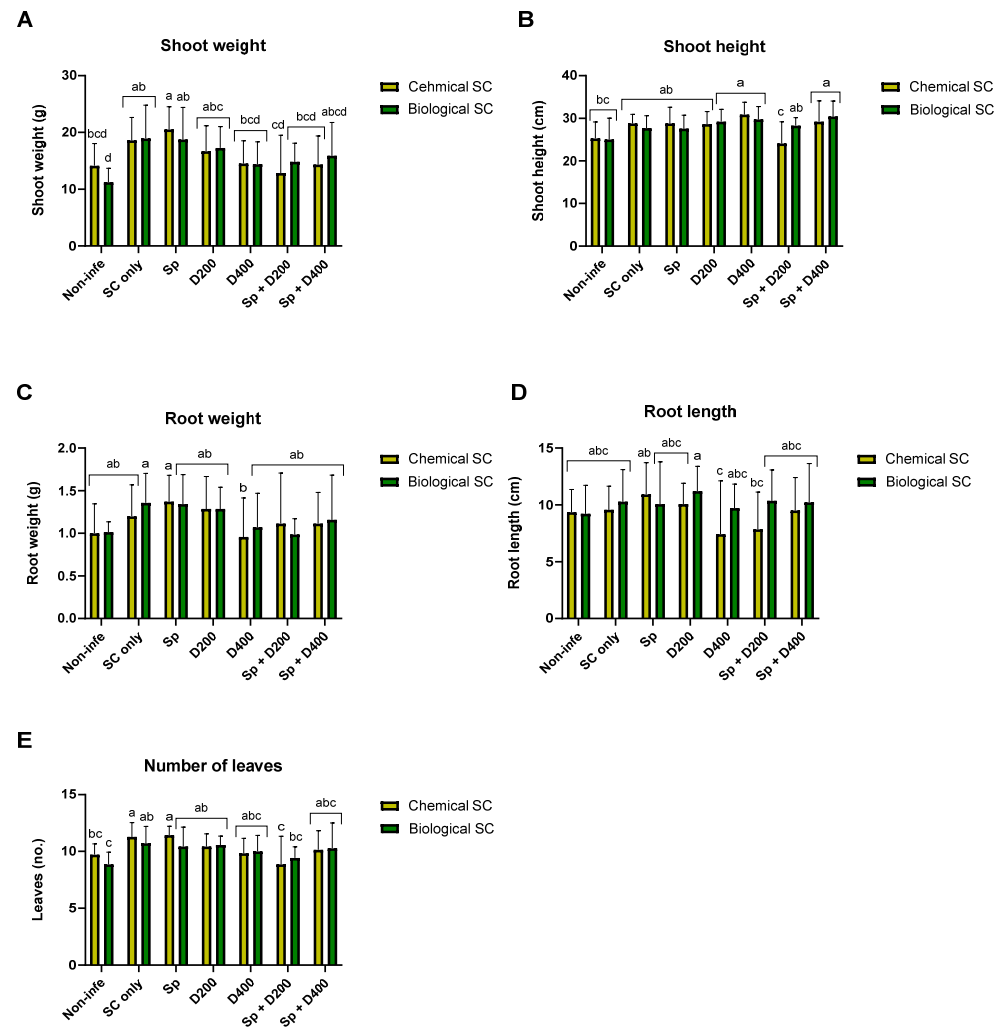 A
Shoot weight
Shoot weight (g)
30
20
10
0
bcd
d
ab
a
ab
abc
bcd
cd
bcd
abcd
Non-infe
SC only
Sp
D200
D400
Sp + D200
Sp + D400
Cehmical SC
Biological SC
B
Shoot height
Shoot height (cm)
40
30
20
10
0
bc
ab
a
c
ab
a
Non-infe
SC only
Sp
D200
D400
Sp + D200
Sp + D400
Chemical SC
Biological SC
C
Root weight
Root weight (g)
2.0
1.5
1.0
0.5
0.0
ab
a
a
ab
b
ab
Non-infe
SC only
Sp
D200
D400
Sp + D200
Sp + D400
Chemical SC
Biological SC
D
Root length
Root length (cm)
15
10
5
0
abc
ab
abc
a
c
abc
bc
abc
Non-infe
SC only
Sp
D200
D400
Sp + D200
Sp + D400
Chemical SC
Biological SC
E
Number of leaves
Leaves (no.)
15
10
5
0
bc
c
a
ab
a
ab
abc
c
bc
abc
Non-infe
SC only
Sp
D200
D400
Sp + D200
Sp + D400
Chemical SC
Biological SC